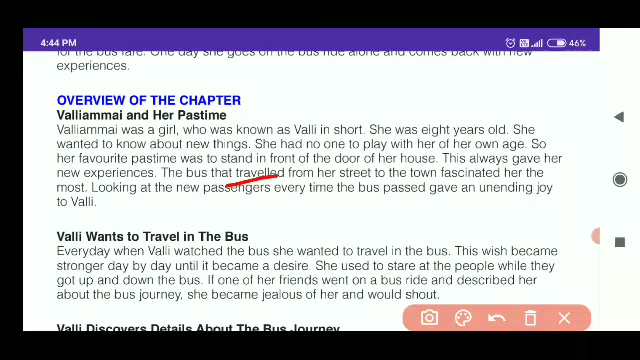 4:44 PM
46%
for the bus fare. One day she goes on the bus ride alone and comes back with new
experiences.
OVERVIEW OF THE CHAPTER
Valliammai and Her Pastime
Valliammai was a girl, who was known as Valli in short. She was eight years old. She
wanted to know about new things. She had no one to play with her of her own age. So
her favourite pastime was to stand in front of the door of her house. This always gave her
new experiences. The bus that travelled from her street to the town fascinated her the
most. Looking at the new passengers every time the bus passed gave an unending joy
to Valli.
Valli Wants to Travel in The Bus
Everyday when Valli watched the bus she wanted to travel in the bus. This wish became
stronger day by day until it became a desire. She used to stare at the people while they
got up and down the bus. If one of her friends went on a bus ride and described her
about the bus journey, she became jealous of her and would shout.
Valli Discovers Details About The Bus Journey